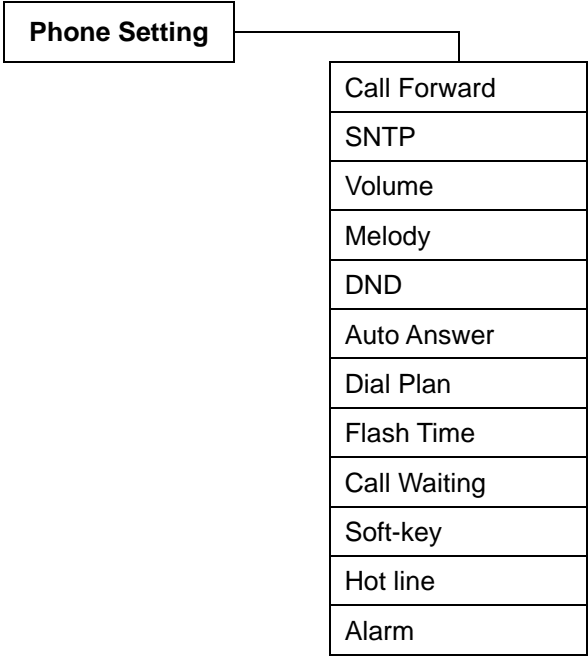 Phone Setting
Call Forward
SNTP
Volume
Melody
DND
Auto Answer
Dial Plan
Flash Time
Call Waiting
Soft-key
Hot line
Alarm